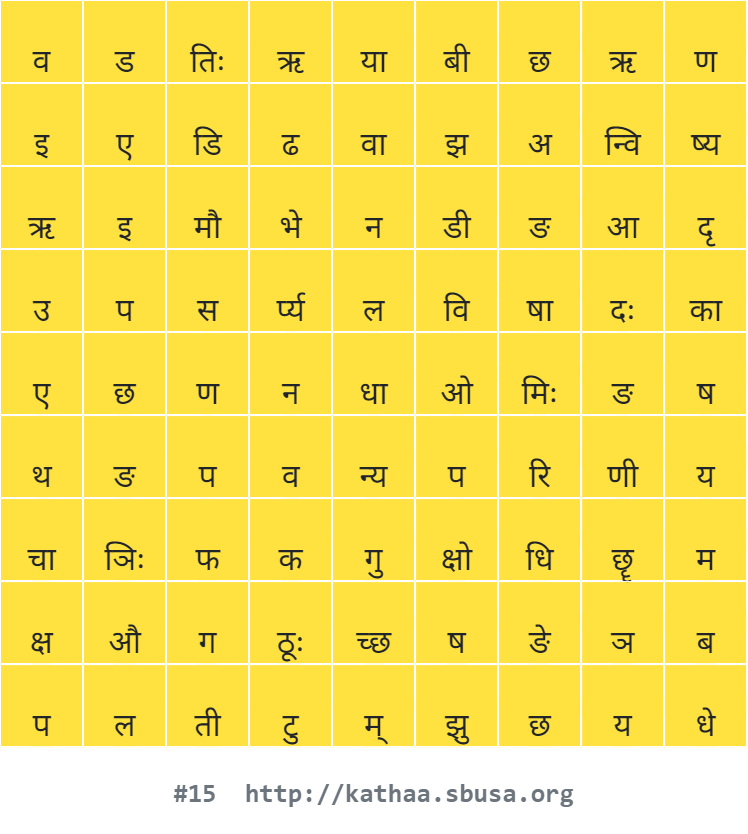 व ड तिः ऋ या बी छ ऋ ण
इ ए डि ढ वा झ अ न्वि ष्य
ऋ इ मौ भे न डी ङ आ दृ
उ प स र्प्य ल वि षा दः का
ए छ ण न धा ओ मिः ङ ष
थ ङ प व न्य प रि णी य
चा ञिः फ क गु क्षो धि छॄ म
क्ष औ ग ठूः च्छ ष ङे ञ ब
प ल ती टु म् झु छ य धे
#15 http://kathaa.sbusa.org